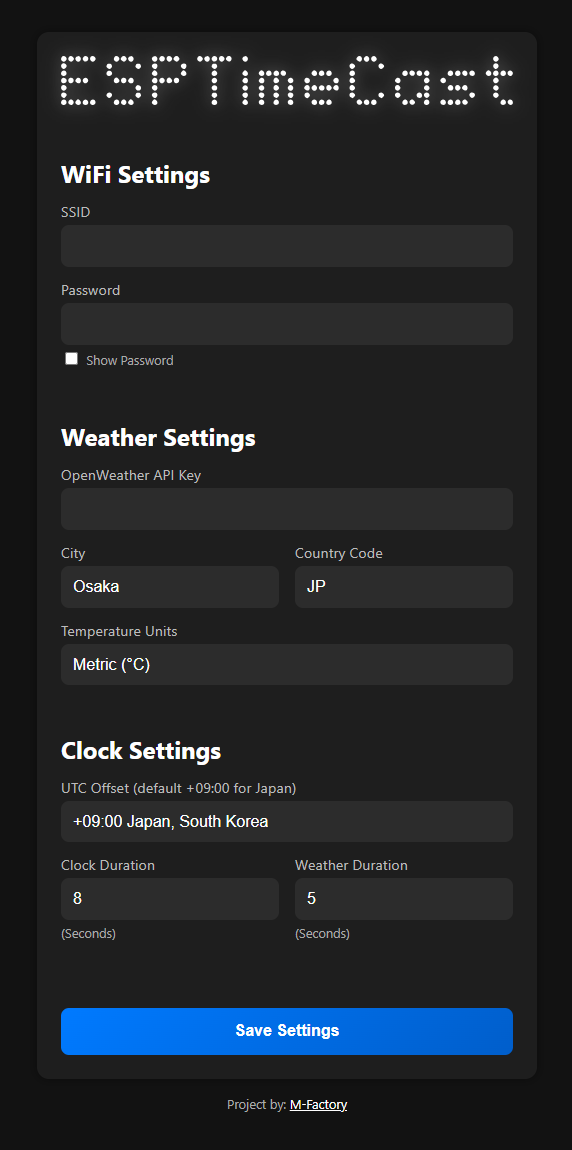 ESPTimeCast
WiFi Settings
SSID
Password
Show Password
Weather Settings
OpenWeather API Key
City Country Code
Osaka JP
Temperature Units
Metric (°C)
Clock Settings
UTC Offset (default +09:00 for Japan)
+09:00 Japan, South Korea
Clock Duration Weather Duration
8 5
(Seconds) (Seconds)
Save Settings
Project by: M-Factory